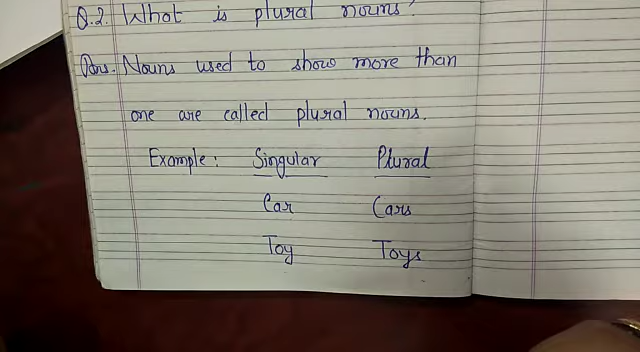 Q.2. What is plural nouns?
Ans. Nouns used to show more than
one are called plural nouns.
Example: Singular Plural
Car Cars
Toy Toys